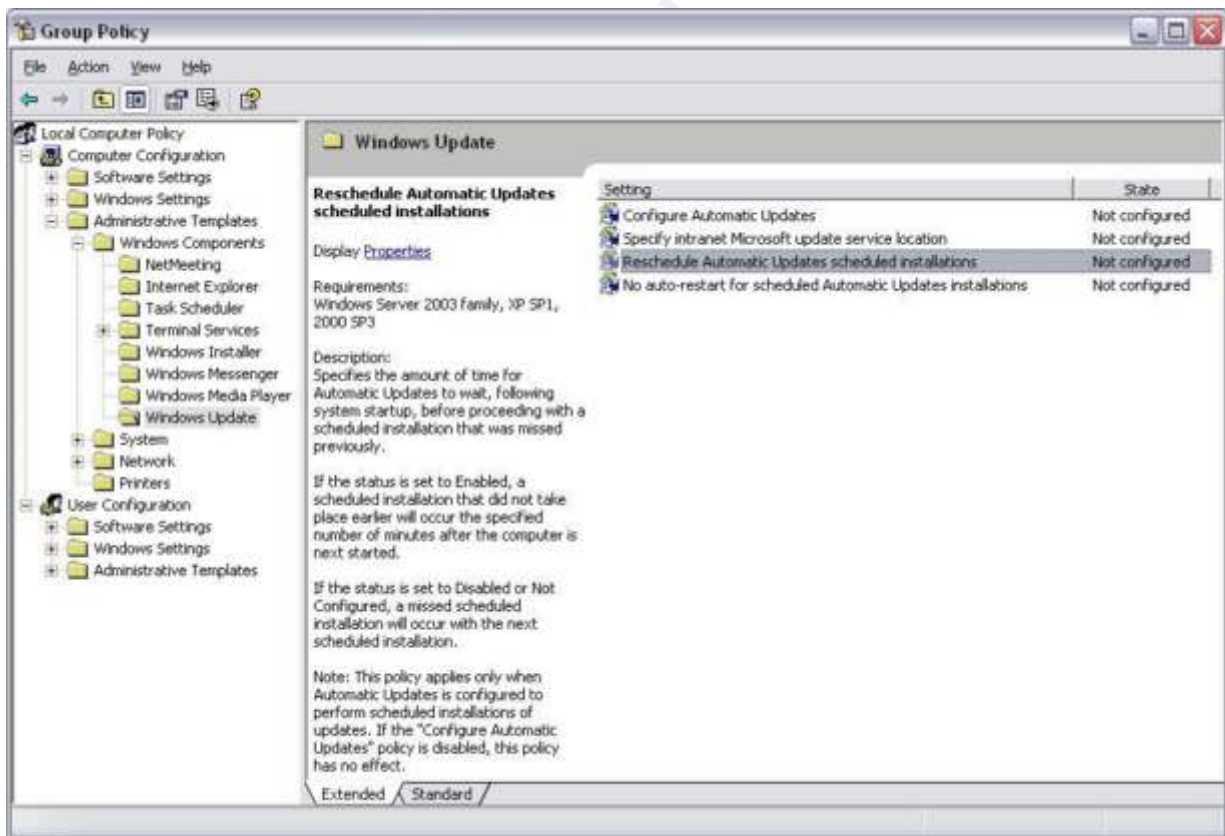 Group Policy
File Action View Help
Local Computer Policy
Computer Configuration
Software Settings
Windows Settings
Administrative Templates
Windows Components
NetMeeting
Internet Explorer
Task Scheduler
Terminal Services
Windows Installer
Windows Messenger
Windows Media Player
Windows Update
System
Network
Printers
User Configuration
Software Settings
Windows Settings
Administrative Templates
Windows Update
Reschedule Automatic Updates
scheduled installations
Display Properties
Requirements:
Windows Server 2003 family, XP SP1,
2000 SP3
Description:
Specifies the amount of time for
Automatic Updates to wait, following
system startup, before proceeding with a
scheduled installation that was missed
previously.
If the status is set to Enabled, a
scheduled installation that did not take
place earlier will occur the specified
number of minutes after the computer is
next started.
If the status is set to Disabled or Not
Configured, a missed scheduled
installation will occur with the next
scheduled installation.
Note: This policy applies only when
Automatic Updates is configured to
perform scheduled installations of
updates. If the "Configure Automatic
Updates" policy is disabled, this policy
has no effect.
Setting State
Configure Automatic Updates Not configured
Specify intranet Microsoft update service location Not configured
Reschedule Automatic Updates scheduled installations Not configured
No auto-restart for scheduled Automatic Updates installations Not configured
Extended Standard